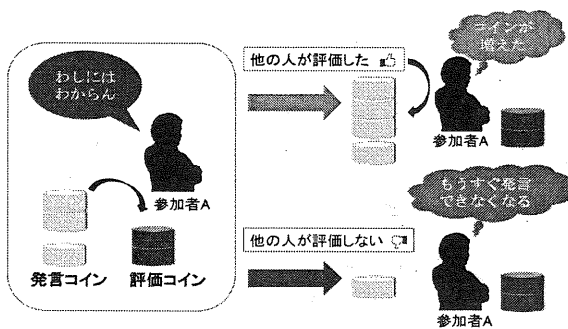 わしには
わからん
参加者A
発言コイン
評価コイン
他の人が評価した
コインが
増えた
参加者A
他の人が評価しない
もうすぐ発言
できなくなる
参加者A